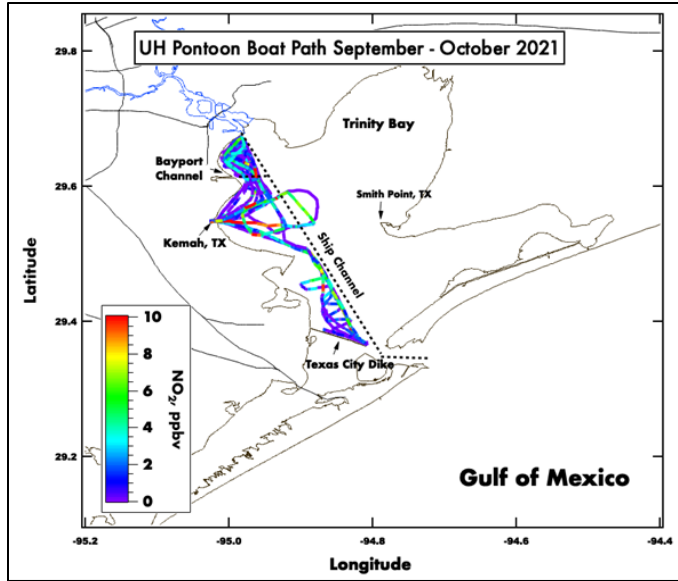 UH Pontoon Boat Path September - October 2021
29.8
29.6
29.4
29.2
Latitude
Trinity Bay
Bayport
Channel
Smith Point, TX
Kemah, TX
Ship Channel
Texas City Dike
10
8
6
4
2
0
NO2, ppbv
Gulf of Mexico
-95.2
-95.0
-94.8
-94.6
-94.4
Longitude